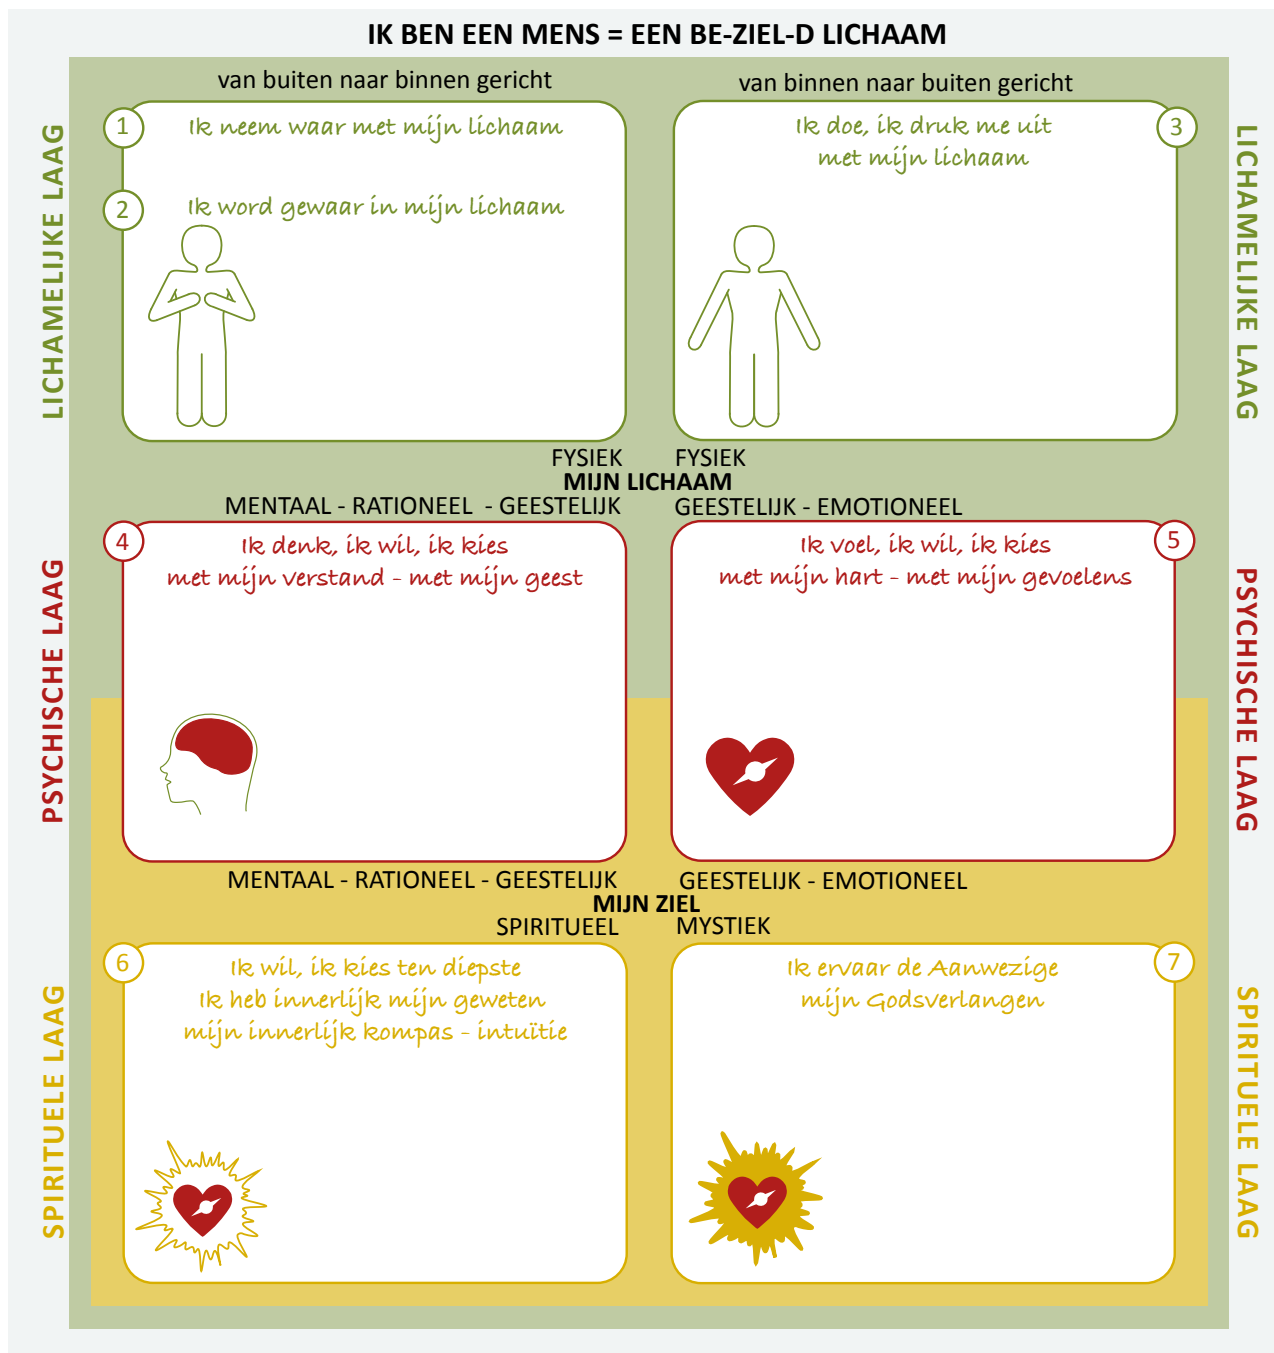 IK BEN EEN MENS = EEN BE-ZIEL-D LICHAAM
van buiten naar binnen gericht
van binnen naar buiten gericht
LICHAMELIJKE LAAG
1
Ik neem waar met mijn lichaam
2
Ik word gewaar in mijn lichaam
Ik doe, ik druk me uit
met mijn lichaam
3
LICHAMELIJKE LAAG
FYSIEK
FYSIEK
MIJN LICHAAM
MENTAAL - RATIONEEL - GEESTELIJK
GEESTELIJK - EMOTIONEEL
PSYCHISCHE LAAG
4
Ik denk, ik wil, ik kies
met mijn verstand - met mijn geest
Ik voel, ik wil, ik kies
met mijn hart - met mijn gevoelens
5
PSYCHISCHE LAAG
MENTAAL - RATIONEEL - GEESTELIJK
GEESTELIJK - EMOTIONEEL
MIJN ZIEL
SPIRITUEEL
MYSTIEK
SPIRITUELE LAAG
6
Ik wil, ik kies ten diepste
Ik heb innerlijk mijn geweten
mijn innerlijk kompas - intuïtie
Ik ervaar de Aanwezige
mijn Godsverlangen
7
SPIRITUELE LAAG